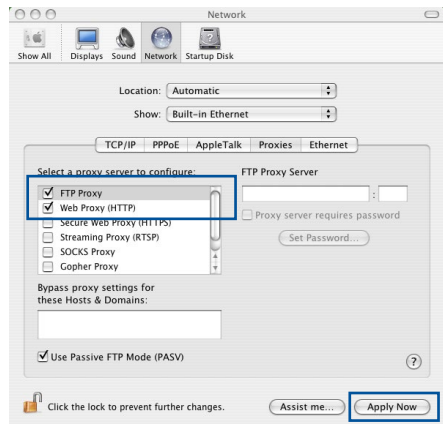 Network
Show All Displays Sound Network Startup Disk
Location: Automatic
Show: Built-in Ethernet
TCP/IP PPPoE AppleTalk Proxies Ethernet
Select a proxy server to configure: FTP Proxy Server
FTP Proxy
:
Web Proxy (HTTP)
Proxy server requires password
Secure Web Proxy (HTTPS)
Streaming Proxy (RTSP)
Set Password...
SOCKS Proxy
Gopher Proxy
Bypass proxy settings for
these Hosts & Domains:
Use Passive FTP Mode (PASV)
?
Click the lock to prevent further changes.
Assist me... Apply Now